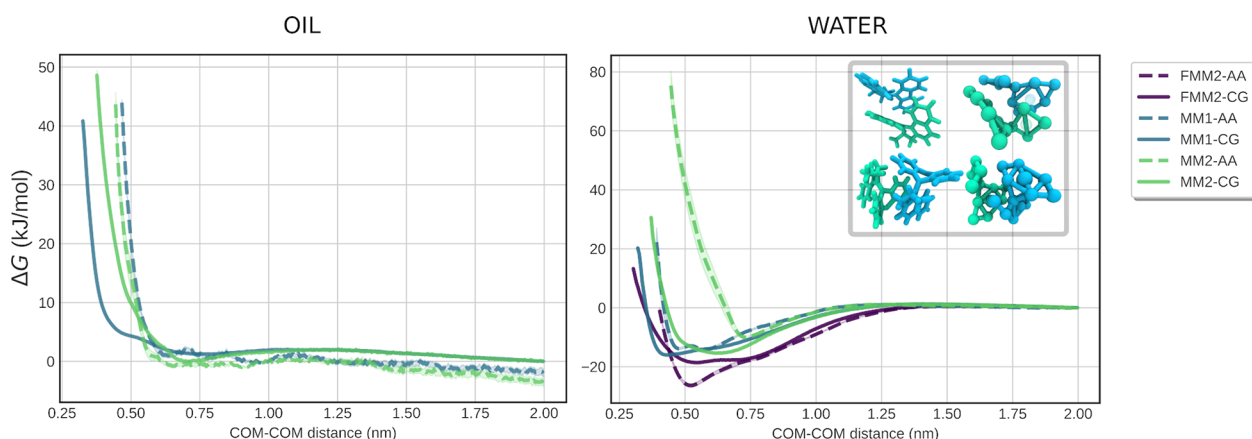 OIL
WATER
50
40
30
20
10
0
ΔG (kJ/mol)
0.25 0.50 0.75 1.00 1.25 1.50 1.75 2.00
COM-COM distance (nm)
80
60
40
20
0
−20
0.25 0.50 0.75 1.00 1.25 1.50 1.75 2.00
COM-COM distance (nm)
FMM2-AA
FMM2-CG
MM1-AA
MM1-CG
MM2-AA
MM2-CG